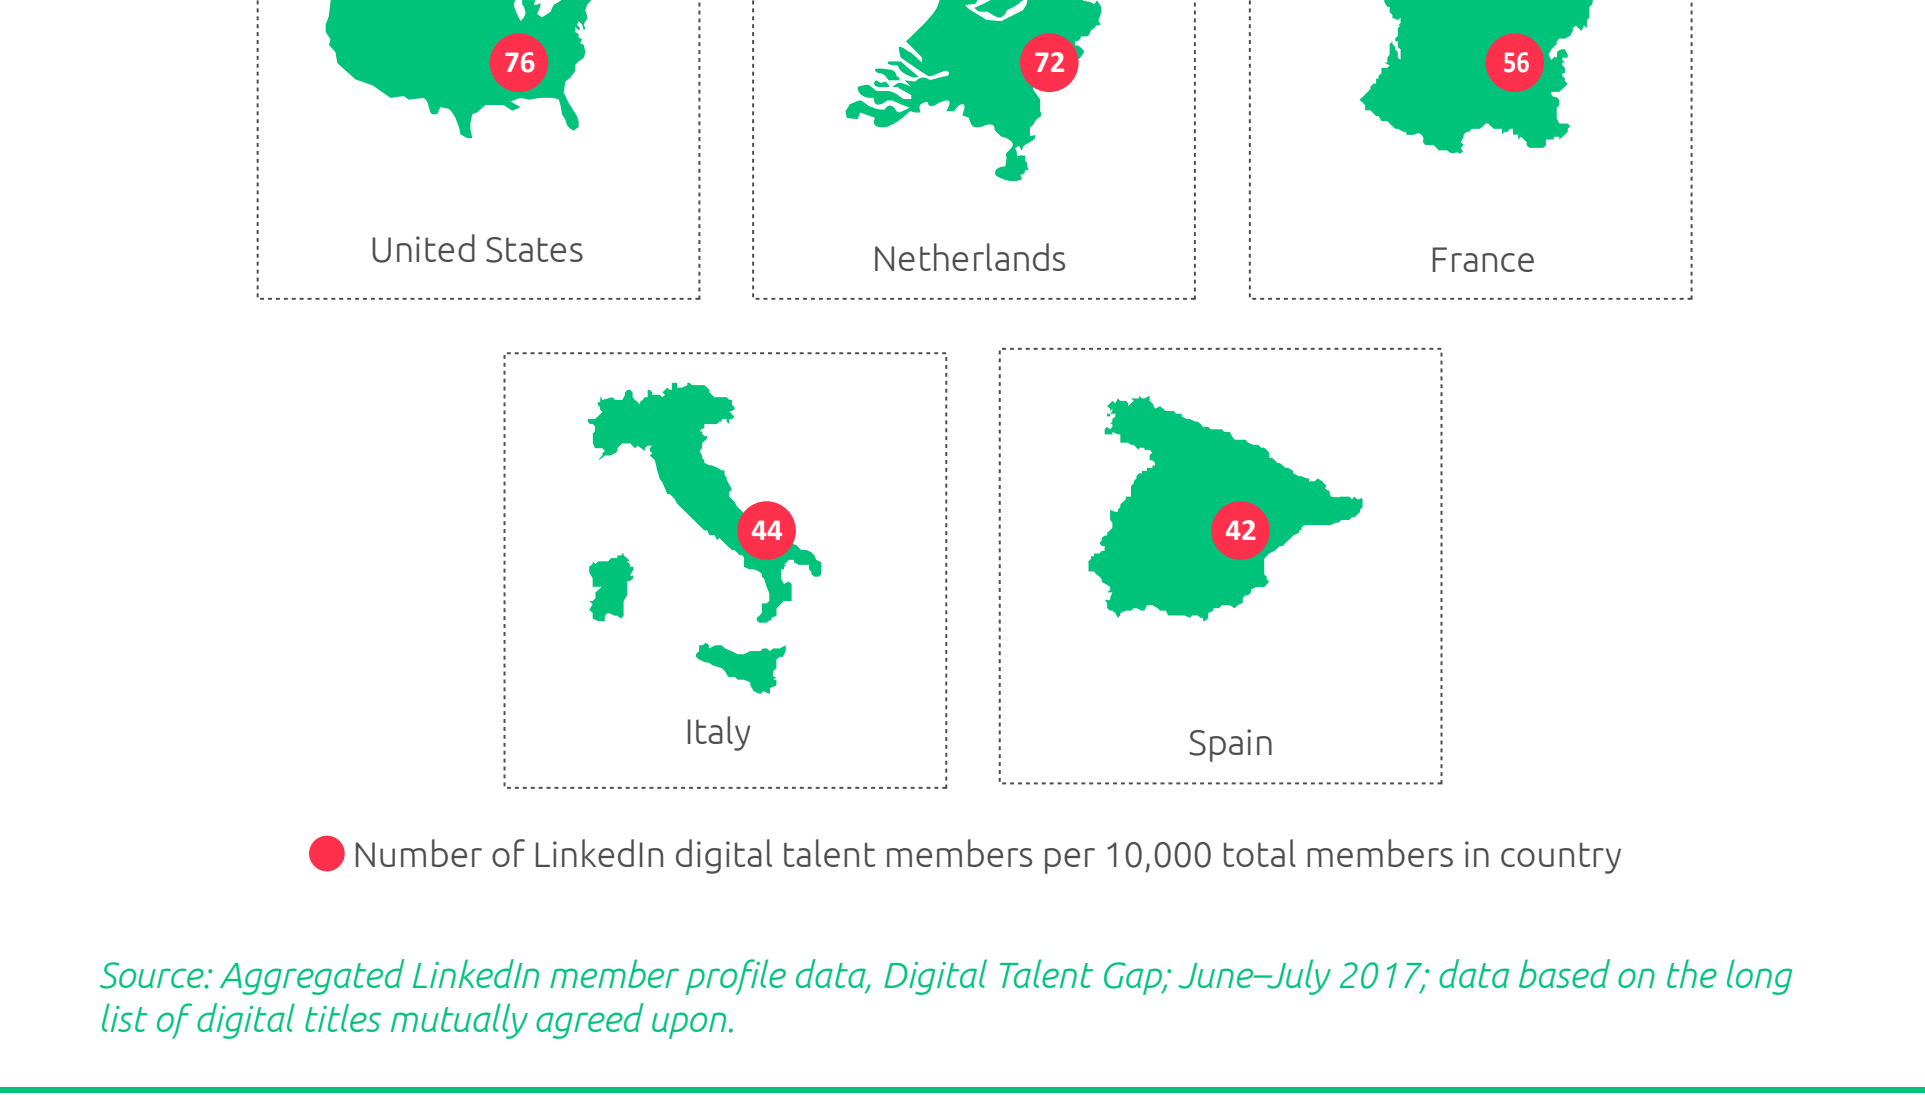 76
72
56
United States
Netherlands
France
44
42
Italy
Spain
Number of LinkedIn digital talent members per 10,000 total members in country
Source: Aggregated LinkedIn member profile data, Digital Talent Gap; June–July 2017; data based on the long
list of digital titles mutually agreed upon.